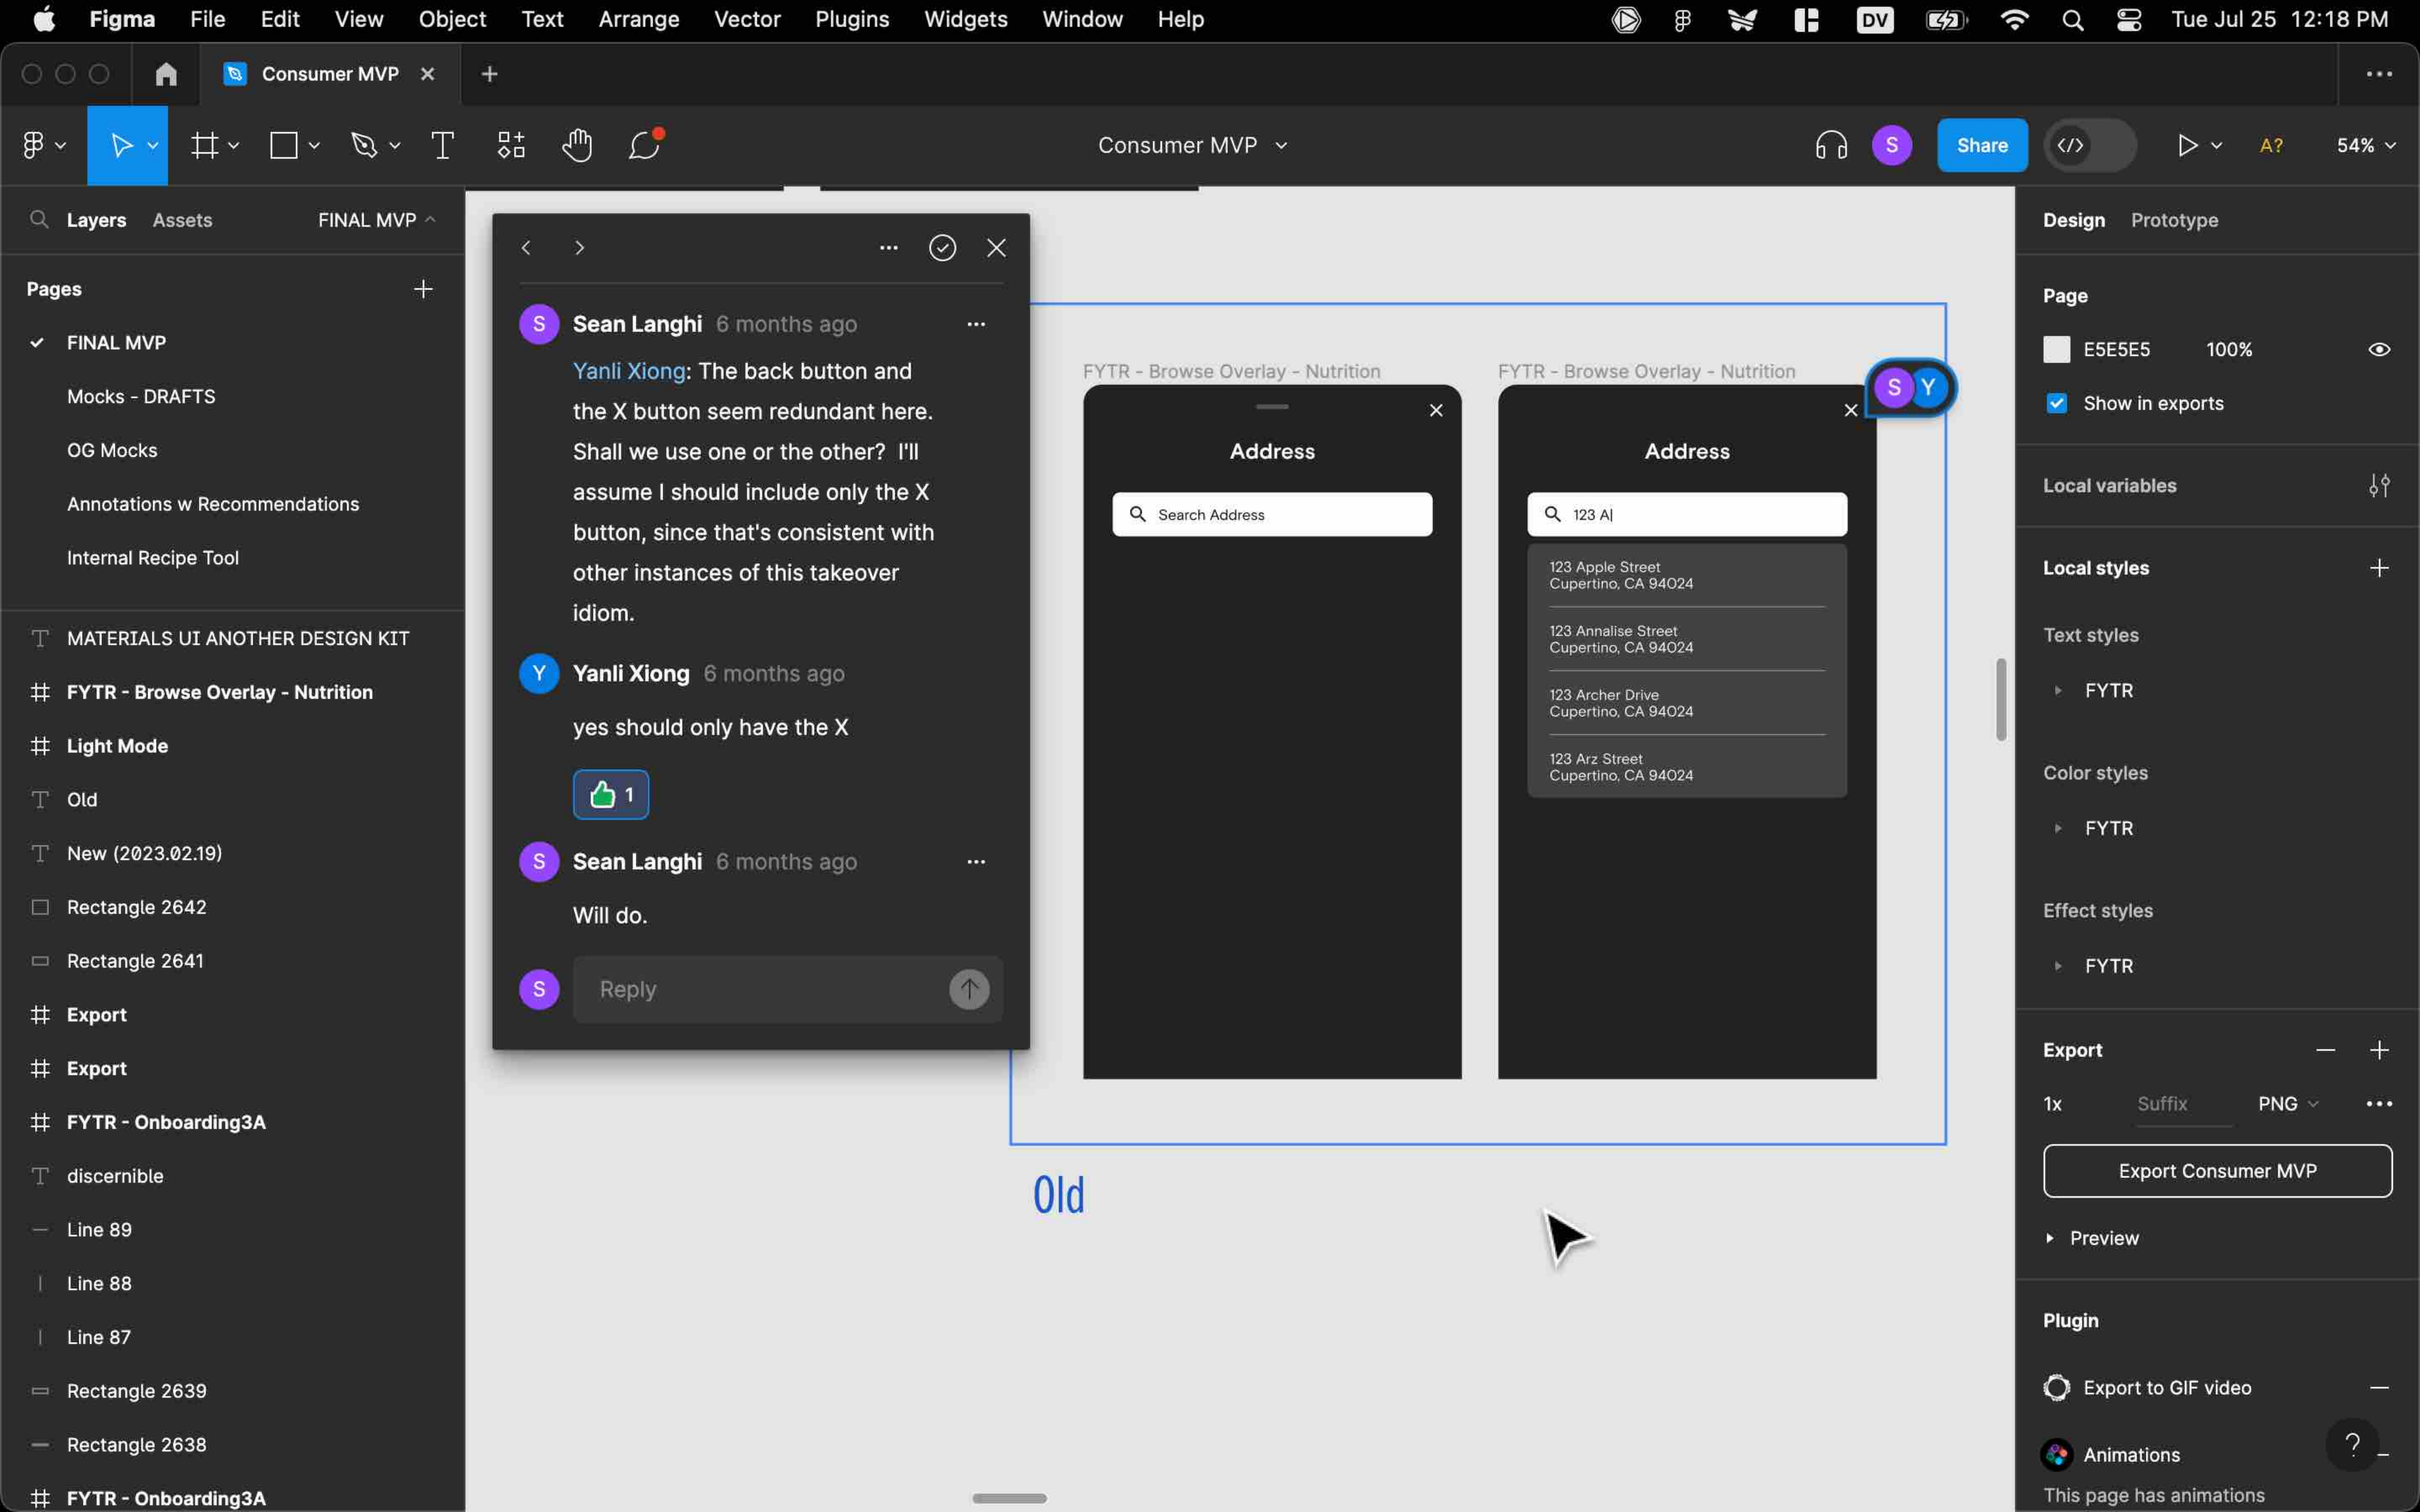 Figma File Edit View Object Text Arrange Vector Plugins Widgets Window Help DV Tue Jul 25 12:18 PM
Consumer MVP
Consumer MVP S Share A? 54%
Layers Assets FINAL MVP
Pages
FINAL MVP
Mocks - DRAFTS
OG Mocks
Annotations w Recommendations
Internal Recipe Tool
MATERIALS UI ANOTHER DESIGN KIT
FYTR - Browse Overlay - Nutrition
Light Mode
Old
New (2023.02.19)
Rectangle 2642
Rectangle 2641
Export
Export
FYTR - Onboarding3A
discernible
Line 89
Line 88
Line 87
Rectangle 2639
Rectangle 2638
FYTR - Onboarding3A
S Sean Langhi 6 months ago
Yanli Xiong: The back button and
the X button seem redundant here.
Shall we use one or the other? I'll
assume I should include only the X
button, since that's consistent with
other instances of this takeover
idiom.
Y Yanli Xiong 6 months ago
yes should only have the X
1
S Sean Langhi 6 months ago
Will do.
S Reply
FYTR - Browse Overlay - Nutrition
Address
Search Address
FYTR - Browse Overlay - Nutrition
S Y
Address
123 A
123 Apple Street
Cupertino, CA 94024
123 Annalise Street
Cupertino, CA 94024
123 Archer Drive
Cupertino, CA 94024
123 Arz Street
Cupertino, CA 94024
Old
Design Prototype
Page
E5E5E5 100%
Show in exports
Local variables
Local styles
Text styles
FYTR
Color styles
FYTR
Effect styles
FYTR
Export
1x Suffix PNG
Export Consumer MVP
Preview
Plugin
Export to GIF video
Animations
?
This page has animations